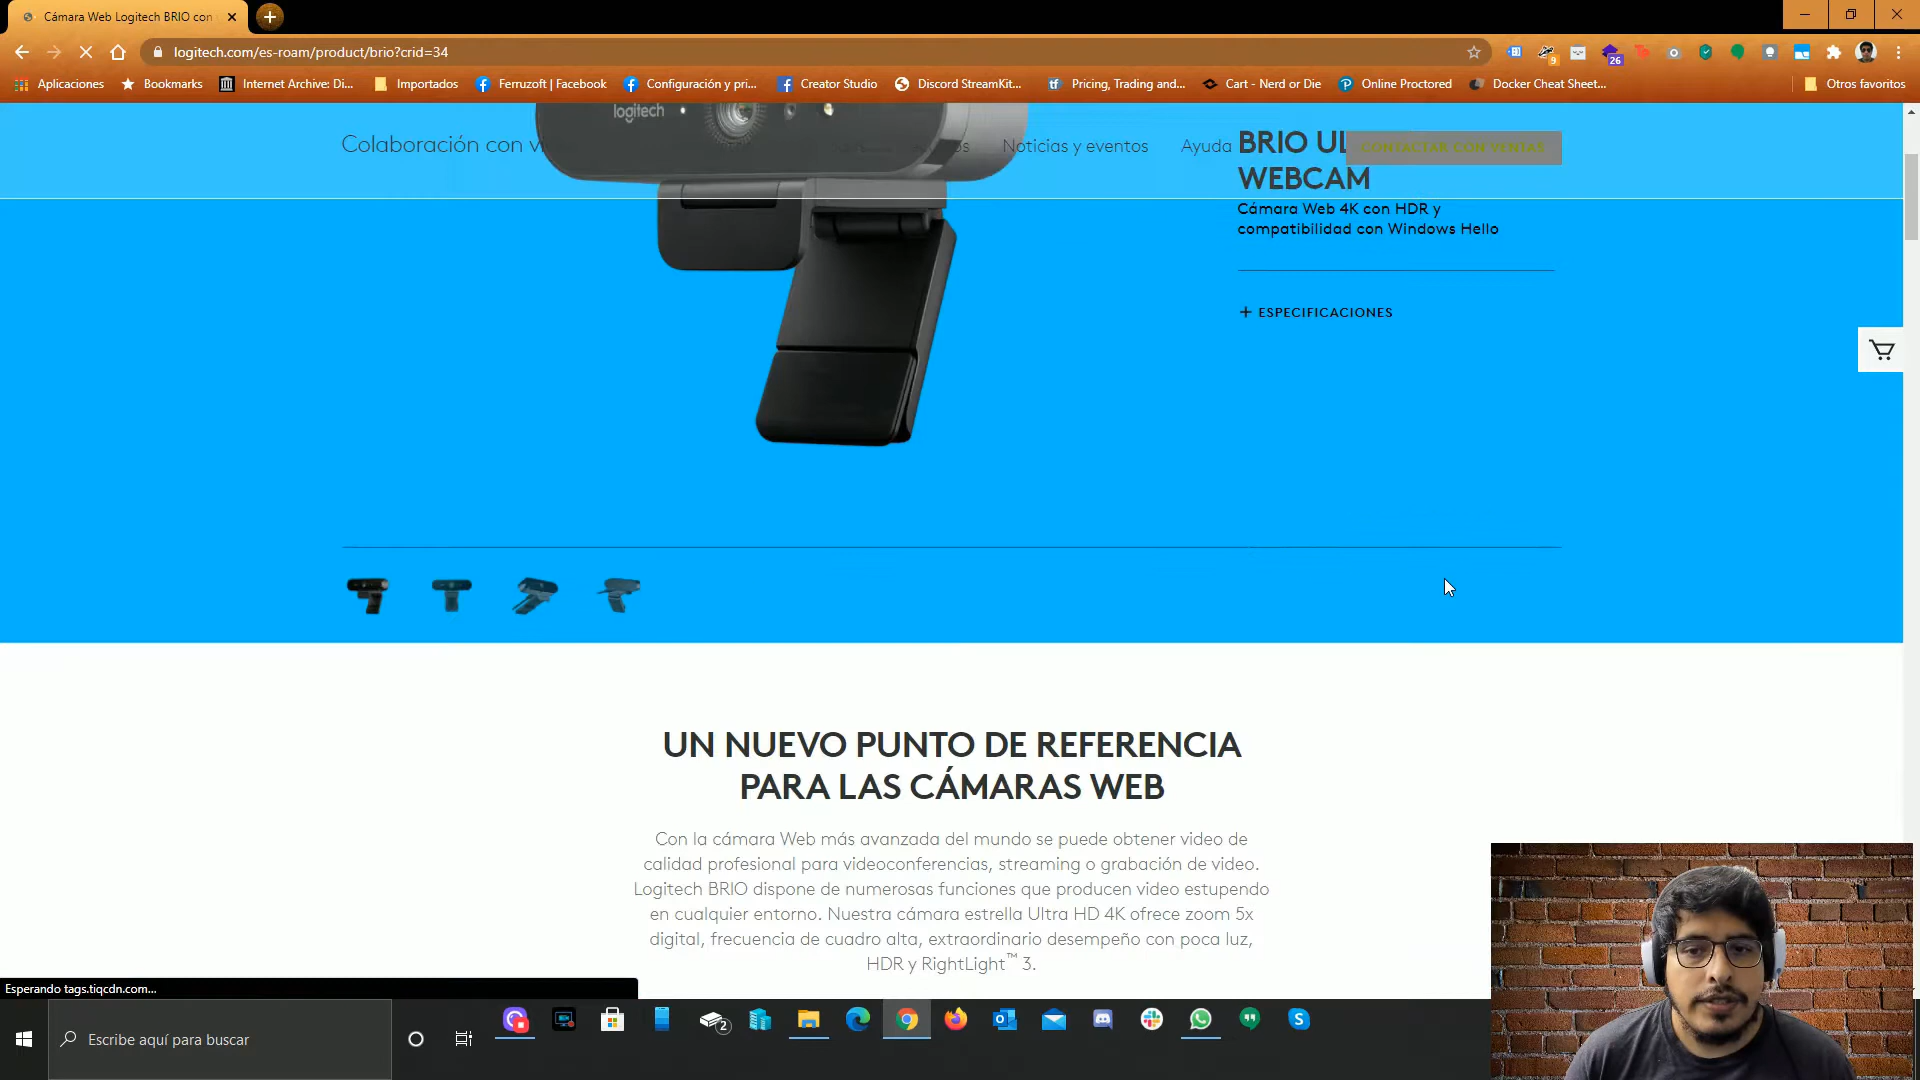 Cámara Web Logitech BRIO con
logitech.com/es-roam/product/brio?crid=34
9
26
Aplicaciones
Bookmarks
Internet Archive: Di...
Importados
Ferruzoft | Facebook
Configuración y pri...
Creator Studio
Discord StreamKit...
Pricing, Trading and...
Cart - Nerd or Die
Online Proctored
Docker Cheat Sheet...
Otros favoritos
logitech
Colaboración con v
Noticias y eventos
Ayuda
CONTACTAR CON VENTAS
BRIO UL
WEBCAM
Cámara Web 4K con HDR y
compatibilidad con Windows Hello
+ ESPECIFICACIONES
UN NUEVO PUNTO DE REFERENCIA
PARA LAS CÁMARAS WEB
Con la cámara Web más avanzada del mundo se puede obtener video de
calidad profesional para videoconferencias, streaming o grabación de video.
Logitech BRIO dispone de numerosas funciones que producen video estupendo
en cualquier entorno. Nuestra cámara estrella Ultra HD 4K ofrece zoom 5x
digital, frecuencia de cuadro alta, extraordinario desempeño con poca luz,
HDR y RightLight™ 3.
Esperando tags.tiqcdn.com...
Escribe aquí para buscar
2